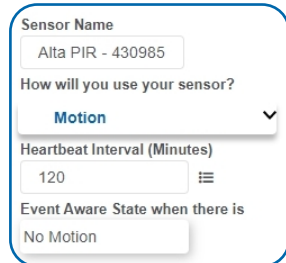 Sensor Name
Alta PIR - 430985
How will you use your sensor?
Motion
Heartbeat Interval (Minutes)
120
Event Aware State when there is
No Motion